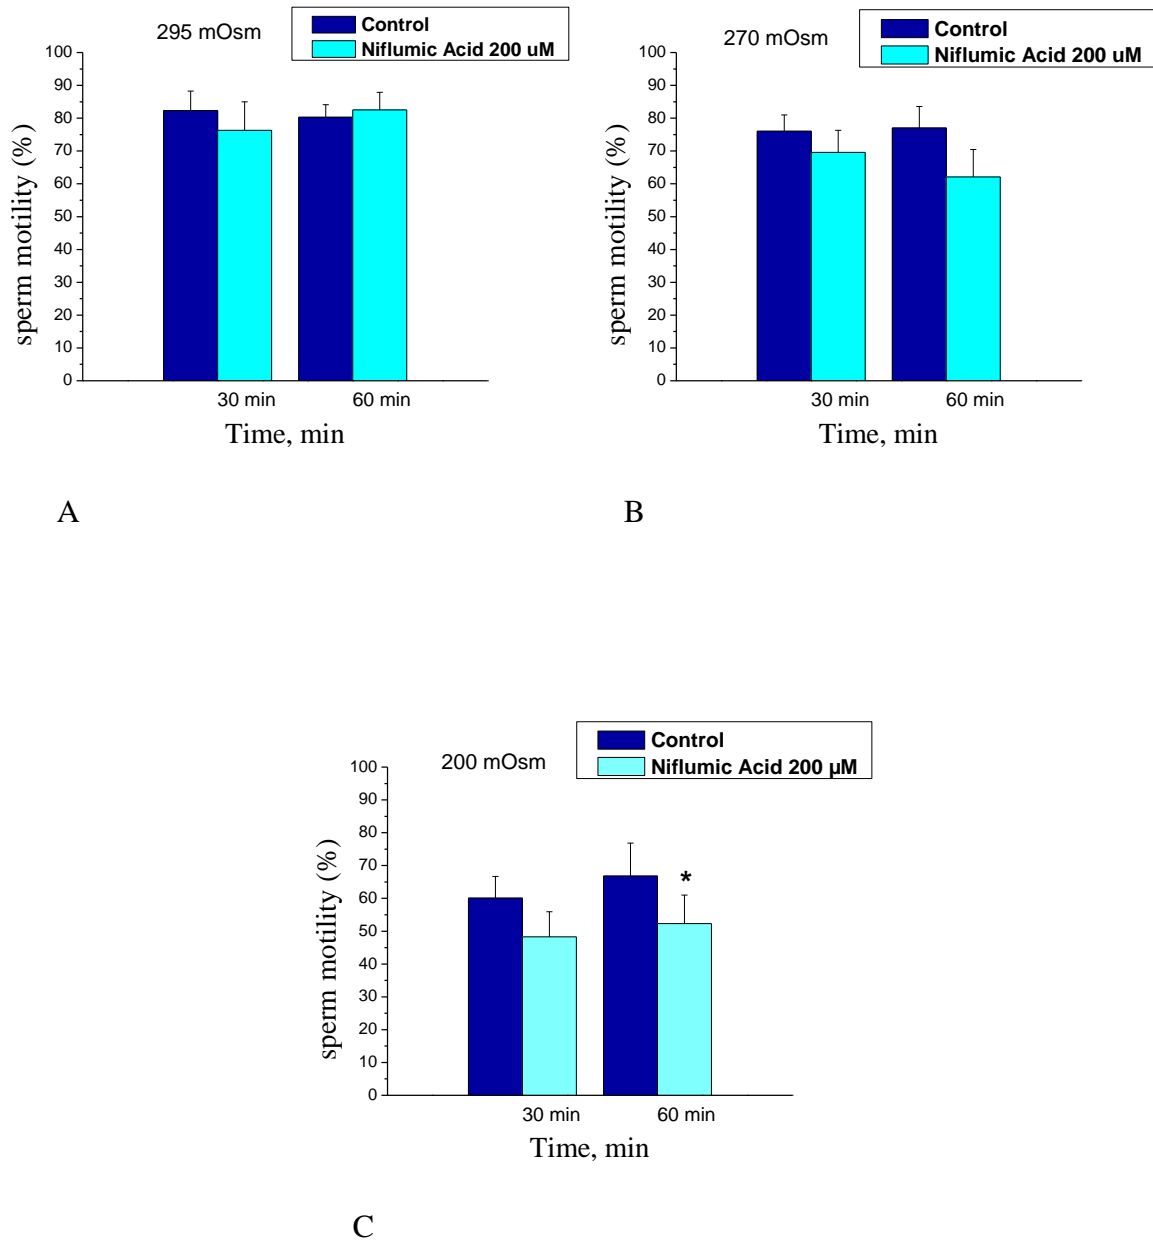 295 mOsm
Control
Niflumic Acid 200 uM
100
90
80
70
60
50
40
30
20
10
0
sperm motility (%)
30 min 60 min
Time, min
A
270 mOsm
Control
Niflumic Acid 200 uM
100
90
80
70
60
50
40
30
20
10
0
sperm motility (%)
30 min 60 min
Time, min
B
200 mOsm
Control
Niflumic Acid 200 µM
100
90
80
70
60
50
40
30
20
10
0
sperm motility (%)
*
30 min 60 min
Time, min
C